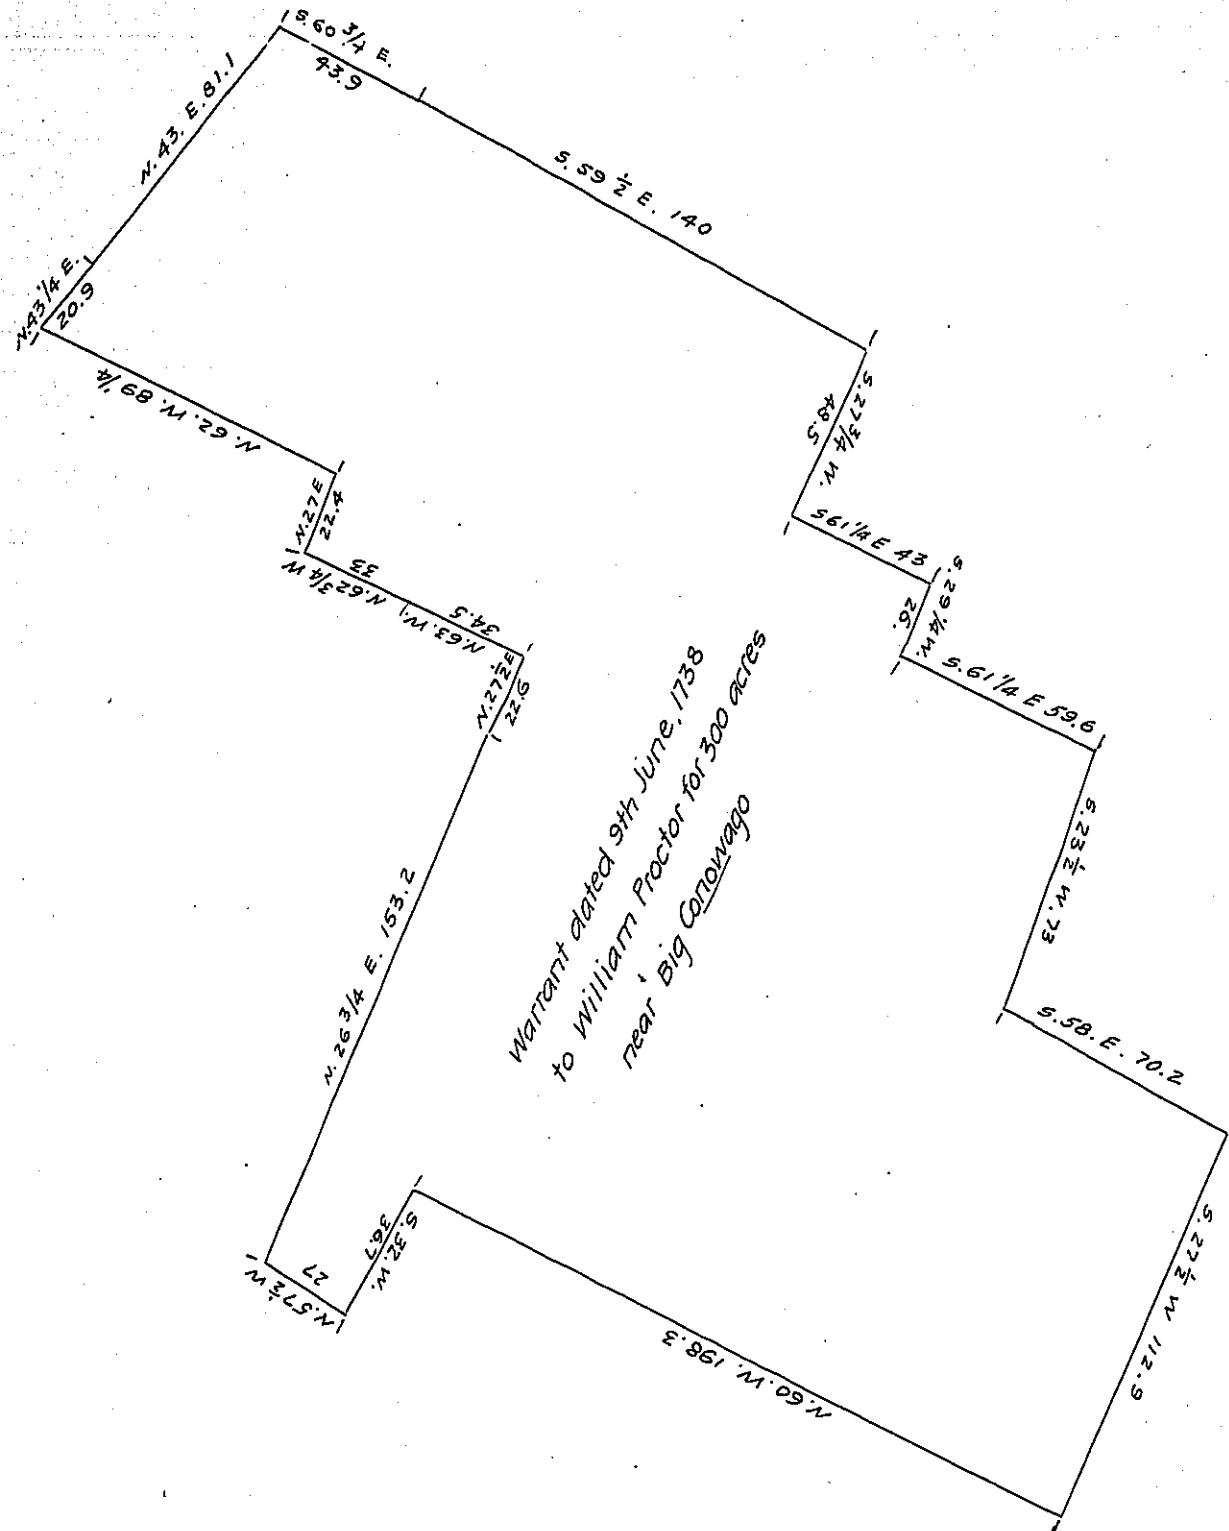 S. 60 3/4 E.
43.9
S. 59 1/2 E. 140
S. 27 3/4 W.
48.5
S 61 1/4 E 43
S. 29 1/4 W.
26.
S. 61 1/4 E 59.6
S. 23 1/2 W. 73
S. 58. E. 70.2
S. 27 1/2 W 112.9
N. 60. W. 198.3
S. 32. W.
36.7
N. 57 1/2 W
27
N. 26 3/4 E. 153.2
N. 27 1/2 E
22.6
N. 63. W.
34.5
N. 62 3/4 W
33
N. 27 E
22.4
N. 62. W. 89 1/4
N. 43 1/4 E.
20.9
N. 43. E. 81.1
Warrant dated 9th June, 1738
to William Proctor for 300 acres
near Big Conowago